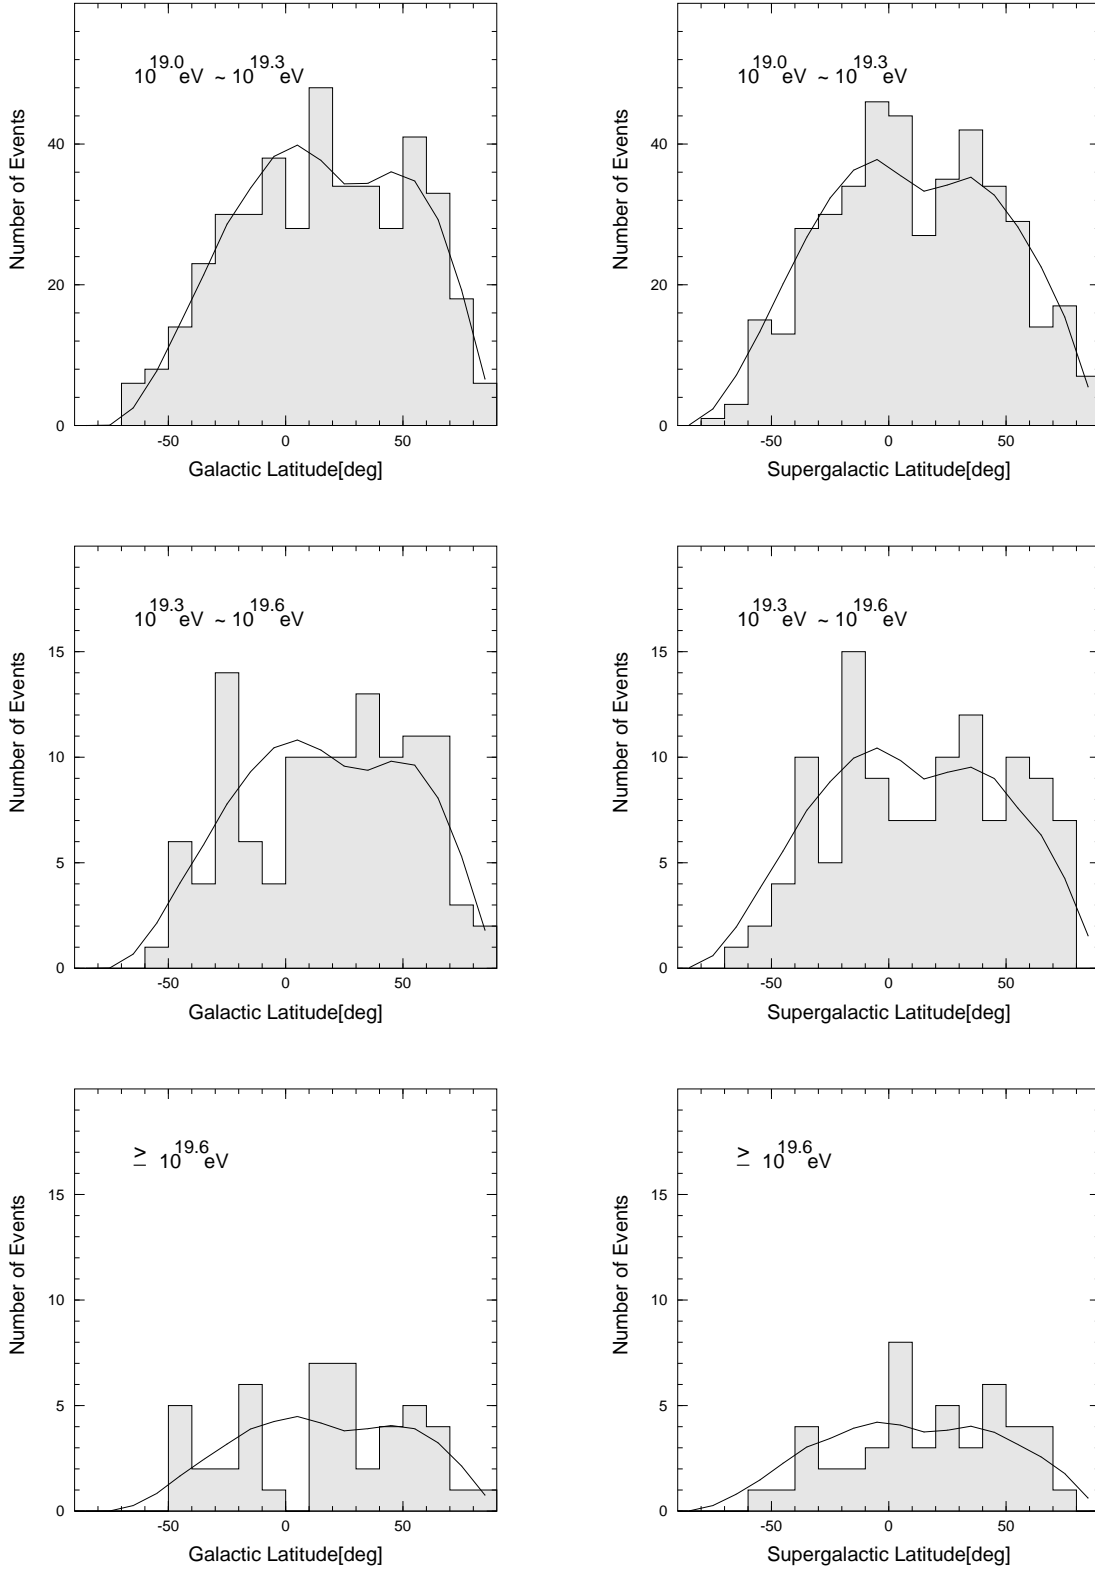 10^19.0 eV ~ 10^19.3 eV
Number of Events
40
20
0
-50 0 50
Galactic Latitude[deg]
10^19.0 eV ~ 10^19.3 eV
Number of Events
40
20
0
-50 0 50
Supergalactic Latitude[deg]
10^19.3 eV ~ 10^19.6 eV
Number of Events
15
10
5
0
-50 0 50
Galactic Latitude[deg]
10^19.3 eV ~ 10^19.6 eV
Number of Events
15
10
5
0
-50 0 50
Supergalactic Latitude[deg]
≥ 10^19.6 eV
Number of Events
15
10
5
0
-50 0 50
Galactic Latitude[deg]
≥ 10^19.6 eV
Number of Events
15
10
5
0
-50 0 50
Supergalactic Latitude[deg]